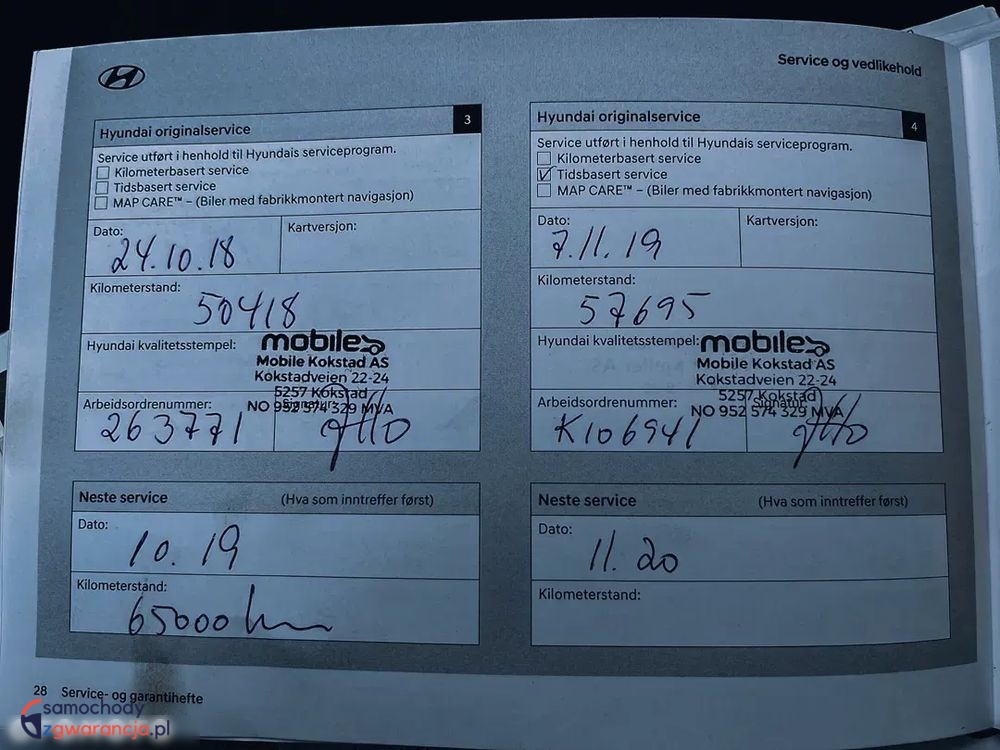 Service og vedlikehold
Hyundai originalservice
3
Service utført i henhold til Hyundais serviceprogram.
Kilometerbasert service
Tidsbasert service
MAP CARE™ – (Biler med fabrikkmontert navigasjon)
Dato:
24.10.18
Kartversjon:
Kilometerstand:
50418
Hyundai kvalitetsstempel:
mobile
Mobile Kokstad AS
Kokstadveien 22-24
5257 Kokstad
NO 952 574 329 MVA
Arbeidsordrenummer:
263771
Signatur:
Neste service (Hva som inntreffer først)
Dato:
10.19
Kilometerstand:
65000 km
Hyundai originalservice
4
Service utført i henhold til Hyundais serviceprogram.
Kilometerbasert service
Tidsbasert service
MAP CARE™ – (Biler med fabrikkmontert navigasjon)
Dato:
7.11.19
Kartversjon:
Kilometerstand:
57695
Hyundai kvalitetsstempel:
mobile
Mobile Kokstad AS
Kokstadveien 22-24
5257 Kokstad
NO 952 574 329 MVA
Arbeidsordrenummer:
K106941
Signatur:
Neste service (Hva som inntreffer først)
Dato:
11.20
Kilometerstand:
28 Service- og garantihefte
samochody
zgwarancja.pl